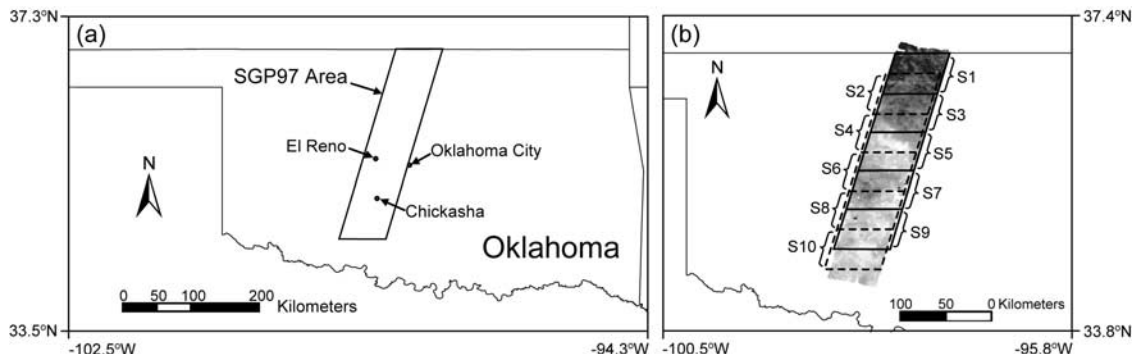 37.3°N
(a)
SGP97 Area
N
El Reno
Oklahoma City
Chickasha
Oklahoma
0 50 100 200
Kilometers
33.5°N
-102.5°W
-94.3°W
37.4°N
(b)
N
S1
S2
S3
S4
S5
S6
S7
S8
S9
S10
100 50 0 Kilometers
33.8°N
-100.5°W
-95.8°W